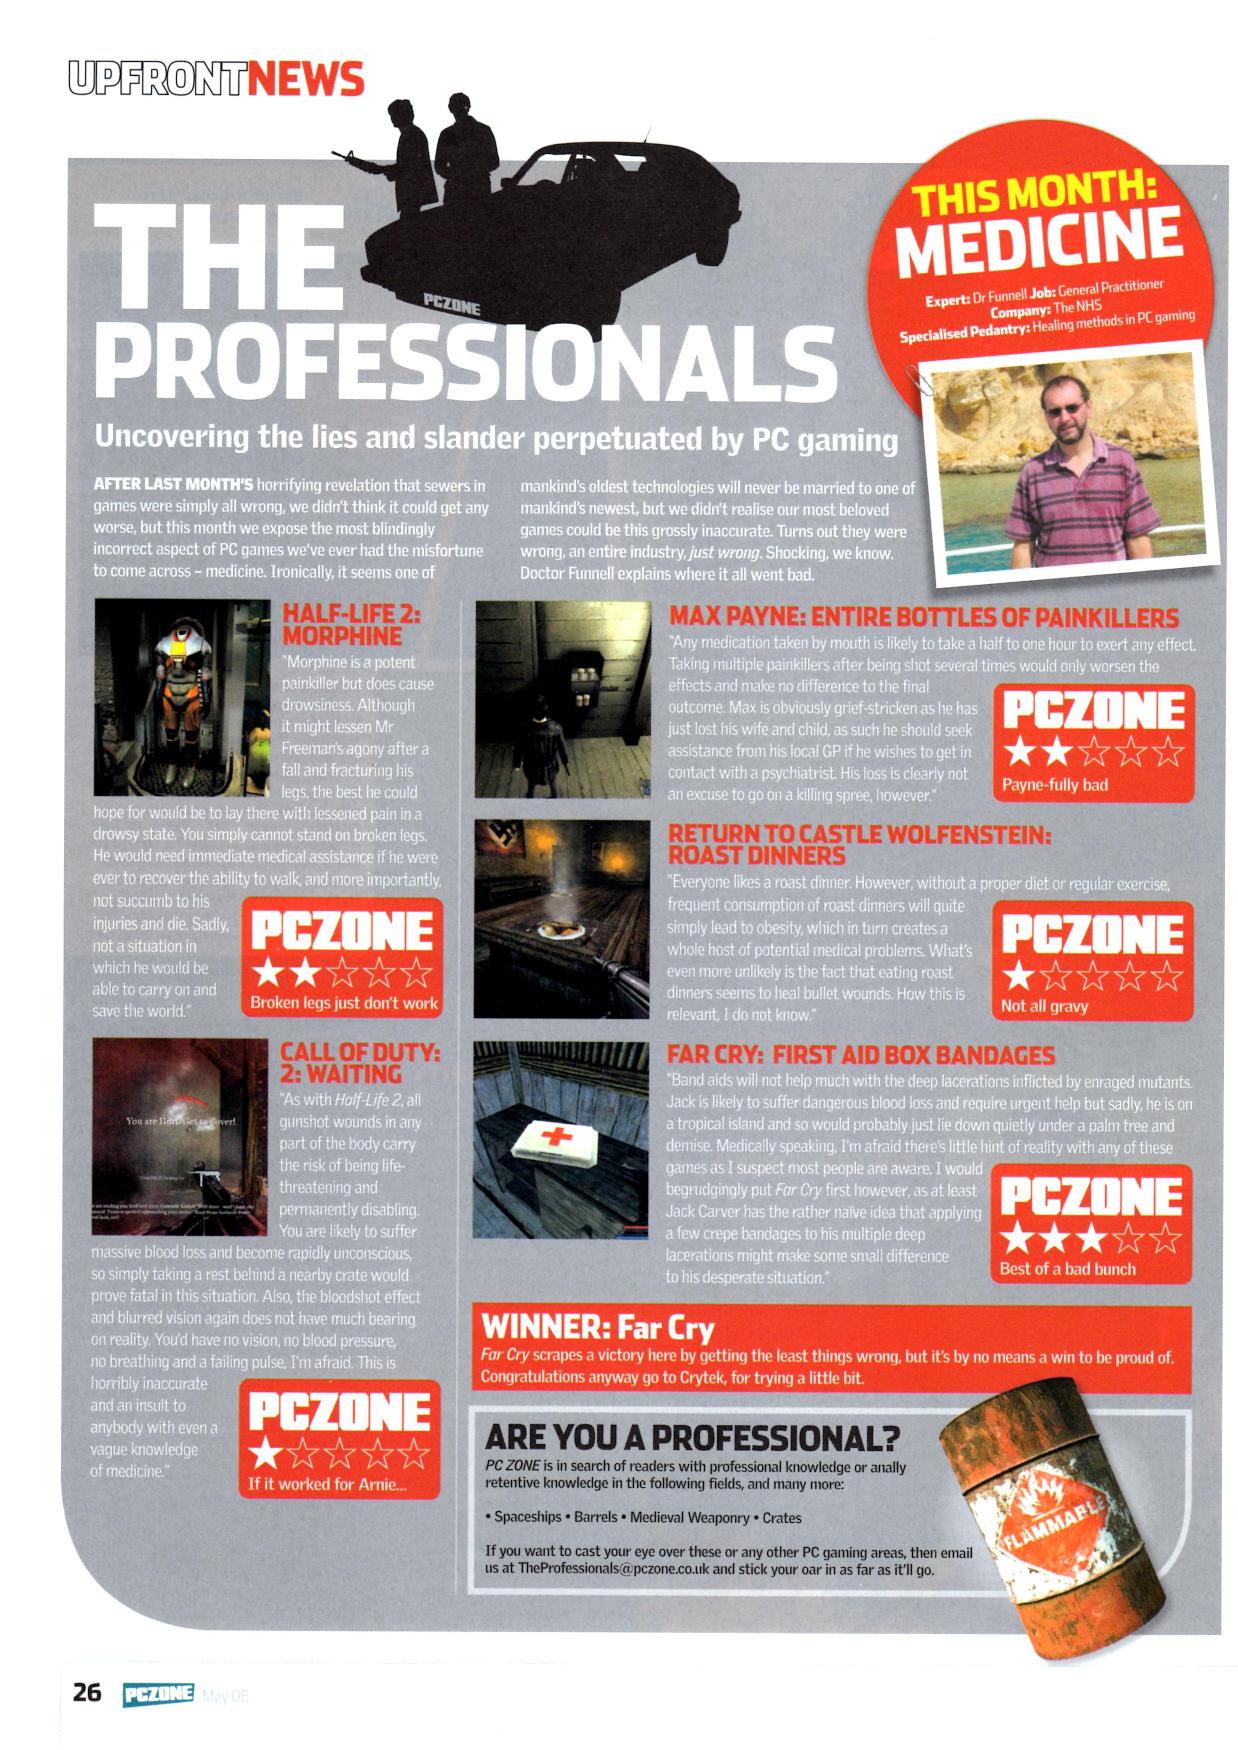 UPFRONTNEWS
PCZONE
THE
PROFESSIONALS
Uncovering the lies and slander perpetuated by PC gaming
THIS MONTH:
MEDICINE
Expert: Dr Funnell Job: General Practitioner
Company: The NHS
Specialised Pedantry: Healing methods in PC gaming
AFTER LAST MONTH'S horrifying revelation that sewers in
games were simply all wrong, we didn't think it could get any
worse, but this month we expose the most blindingly
incorrect aspect of PC games we've ever had the misfortune
to come across – medicine. Ironically, it seems one of
mankind's oldest technologies will never be married to one of
mankind's newest, but we didn't realise our most beloved
games could be this grossly inaccurate. Turns out they were
wrong, an entire industry, just wrong. Shocking, we know.
Doctor Funnell explains where it all went bad.
HALF-LIFE 2:
MORPHINE
"Morphine is a potent
painkiller but does cause
drowsiness. Although
it might lessen Mr
Freeman's agony after a
fall and fracturing his
legs, the best he could
hope for would be to lay there with lessened pain in a
drowsy state. You simply cannot stand on broken legs.
He would need immediate medical assistance if he were
ever to recover the ability to walk, and more importantly,
not succumb to his
injuries and die. Sadly,
not a situation in
which he would be
able to carry on and
save the world."
PCZONE
Broken legs just don't work
CALL OF DUTY:
2: WAITING
You are Hurt. Get to Cover!
"As with Half-Life 2, all
gunshot wounds in any
part of the body carry
the risk of being life-
threatening and
permanently disabling.
You are likely to suffer
massive blood loss and become rapidly unconscious,
so simply taking a rest behind a nearby crate would
prove fatal in this situation. Also, the bloodshot effect
and blurred vision again does not have much bearing
on reality. You'd have no vision, no blood pressure,
no breathing and a failing pulse, I'm afraid. This is
horribly inaccurate
and an insult to
anybody with even a
vague knowledge
of medicine."
PCZONE
If it worked for Arnie...
MAX PAYNE: ENTIRE BOTTLES OF PAINKILLERS
"Any medication taken by mouth is likely to take a half to one hour to exert any effect.
Taking multiple painkillers after being shot several times would only worsen the
effects and make no difference to the final
outcome. Max is obviously grief-stricken as he has
just lost his wife and child, as such he should seek
assistance from his local GP if he wishes to get in
contact with a psychiatrist. His loss is clearly not
an excuse to go on a killing spree, however."
PCZONE
Payne-fully bad
RETURN TO CASTLE WOLFENSTEIN:
ROAST DINNERS
"Everyone likes a roast dinner. However, without a proper diet or regular exercise,
frequent consumption of roast dinners will quite
simply lead to obesity, which in turn creates a
whole host of potential medical problems. What's
even more unlikely is the fact that eating roast
dinners seems to heal bullet wounds. How this is
relevant, I do not know."
PCZONE
Not all gravy
FAR CRY: FIRST AID BOX BANDAGES
"Band aids will not help much with the deep lacerations inflicted by enraged mutants.
Jack is likely to suffer dangerous blood loss and require urgent help but sadly, he is on
a tropical island and so would probably just lie down quietly under a palm tree and
demise. Medically speaking, I'm afraid there's little hint of reality with any of these
games as I suspect most people are aware. I would
begrudgingly put Far Cry first however, as at least
Jack Carver has the rather naïve idea that applying
a few crepe bandages to his multiple deep
lacerations might make some small difference
to his desperate situation."
PCZONE
Best of a bad bunch
WINNER: Far Cry
Far Cry scrapes a victory here by getting the least things wrong, but it's by no means a win to be proud of.
Congratulations anyway go to Crytek, for trying a little bit.
ARE YOU A PROFESSIONAL?
PC ZONE is in search of readers with professional knowledge or anally
retentive knowledge in the following fields, and many more:
• Spaceships • Barrels • Medieval Weaponry • Crates
If you want to cast your eye over these or any other PC gaming areas, then email
us at TheProfessionals@pczone.co.uk and stick your oar in as far as it'll go.
FLAMMABLE
26 PCZONE May 06